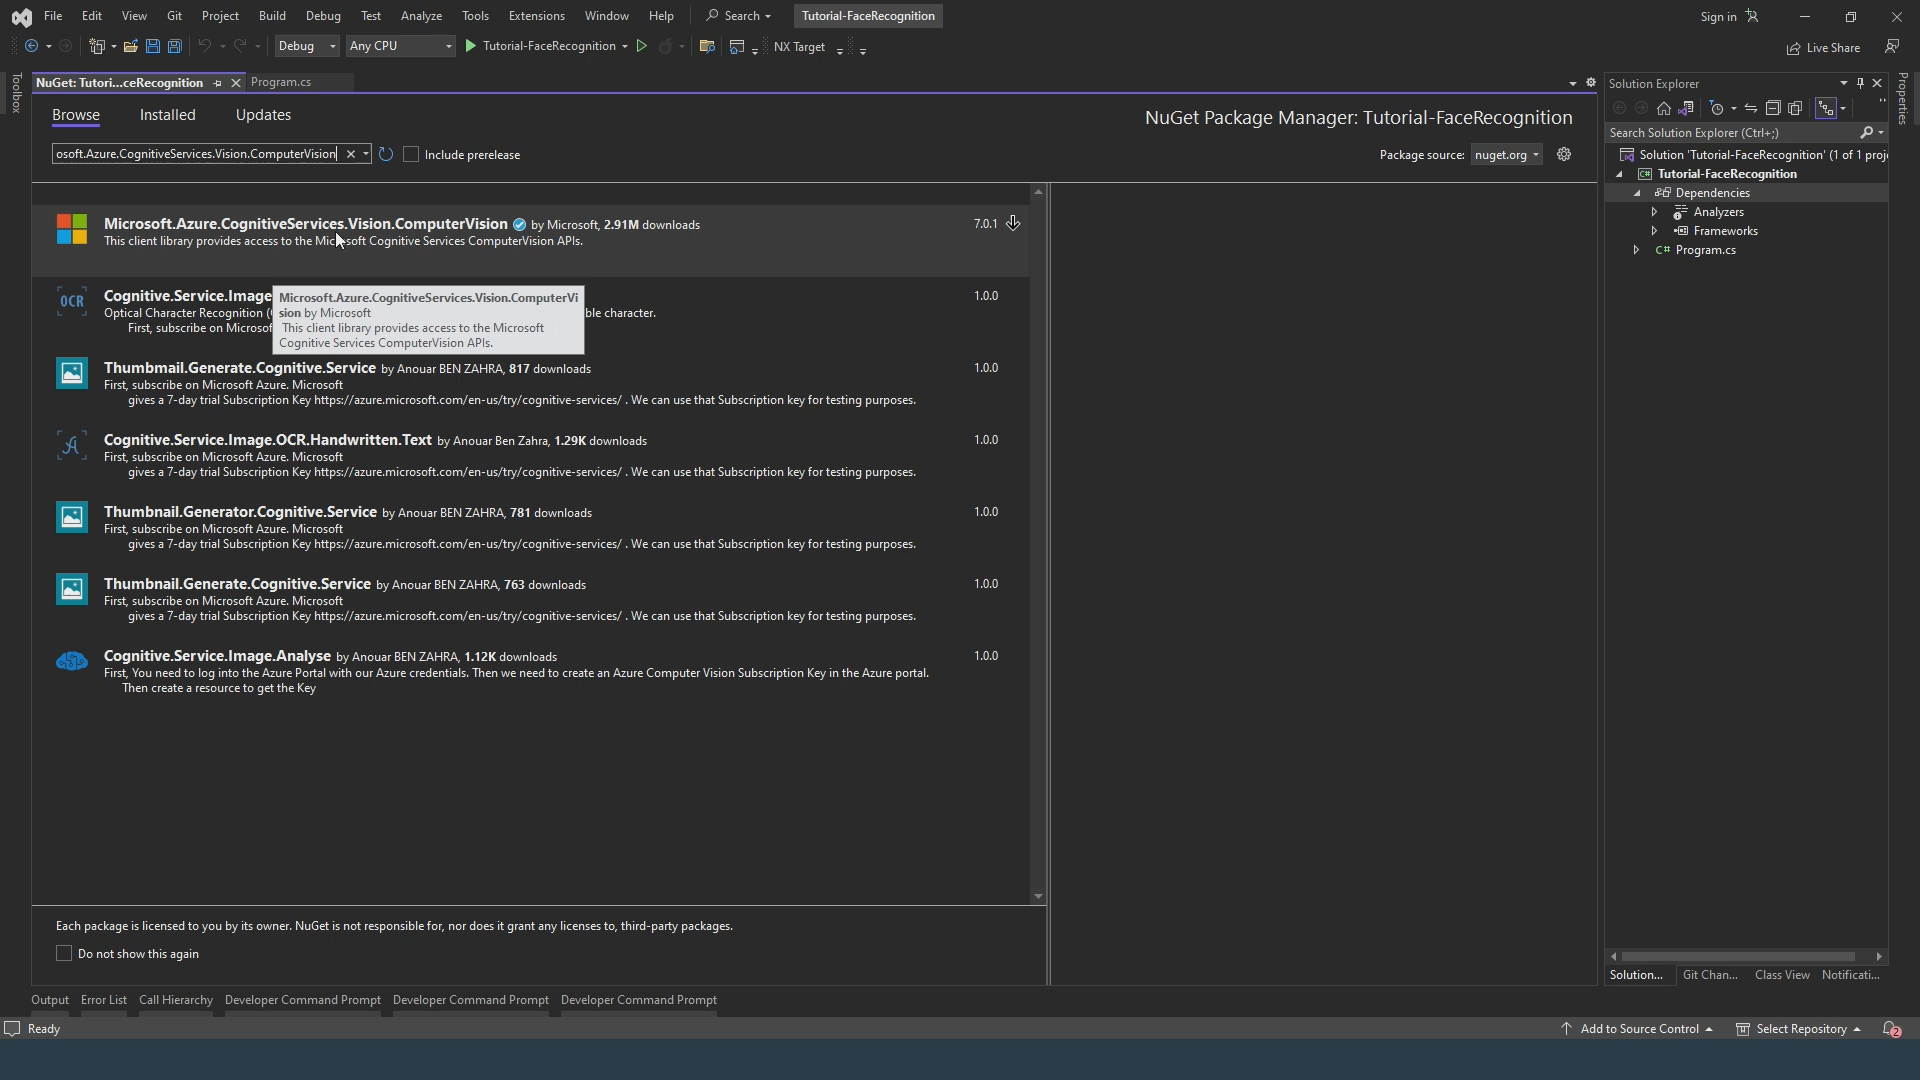 File Edit View Git Project Build Debug Test Analyze Tools Extensions Window Help Search Tutorial-FaceRecognition Sign in
Debug Any CPU Tutorial-FaceRecognition NX Target Live Share
Toolbox
NuGet: Tutori...ceRecognition Program.cs
Browse Installed Updates
NuGet Package Manager: Tutorial-FaceRecognition
osoft.Azure.CognitiveServices.Vision.ComputerVision Include prerelease
Package source: nuget.org
Microsoft.Azure.CognitiveServices.Vision.ComputerVision by Microsoft, 2.91M downloads 7.0.1
This client library provides access to the Microsoft Cognitive Services ComputerVision APIs.
Cognitive.Service.Image 1.0.0
Optical Character Recognition ( ble character.
First, subscribe on Microsof
OCR
Microsoft.Azure.CognitiveServices.Vision.ComputerVi
sion by Microsoft
This client library provides access to the Microsoft
Cognitive Services ComputerVision APIs.
Thumbmail.Generate.Cognitive.Service by Anouar BEN ZAHRA, 817 downloads 1.0.0
First, subscribe on Microsoft Azure. Microsoft
gives a 7-day trial Subscription Key https://azure.microsoft.com/en-us/try/cognitive-services/ . We can use that Subscription key for testing purposes.
Cognitive.Service.Image.OCR.Handwritten.Text by Anouar Ben Zahra, 1.29K downloads 1.0.0
First, subscribe on Microsoft Azure. Microsoft
gives a 7-day trial Subscription Key https://azure.microsoft.com/en-us/try/cognitive-services/ . We can use that Subscription key for testing purposes.
Thumbnail.Generator.Cognitive.Service by Anouar BEN ZAHRA, 781 downloads 1.0.0
First, subscribe on Microsoft Azure. Microsoft
gives a 7-day trial Subscription Key https://azure.microsoft.com/en-us/try/cognitive-services/ . We can use that Subscription key for testing purposes.
Thumbnail.Generate.Cognitive.Service by Anouar BEN ZAHRA, 763 downloads 1.0.0
First, subscribe on Microsoft Azure. Microsoft
gives a 7-day trial Subscription Key https://azure.microsoft.com/en-us/try/cognitive-services/ . We can use that Subscription key for testing purposes.
Cognitive.Service.Image.Analyse by Anouar BEN ZAHRA, 1.12K downloads 1.0.0
First, You need to log into the Azure Portal with our Azure credentials. Then we need to create an Azure Computer Vision Subscription Key in the Azure portal.
Then create a resource to get the Key
Each package is licensed to you by its owner. NuGet is not responsible for, nor does it grant any licenses to, third-party packages.
Do not show this again
Solution Explorer
Search Solution Explorer (Ctrl+;)
Solution 'Tutorial-FaceRecognition' (1 of 1 proje
Tutorial-FaceRecognition
Dependencies
Analyzers
Frameworks
C# Program.cs
Properties
Solution... Git Chan... Class View Notificati...
Output Error List Call Hierarchy Developer Command Prompt Developer Command Prompt Developer Command Prompt
Ready Add to Source Control Select Repository 2